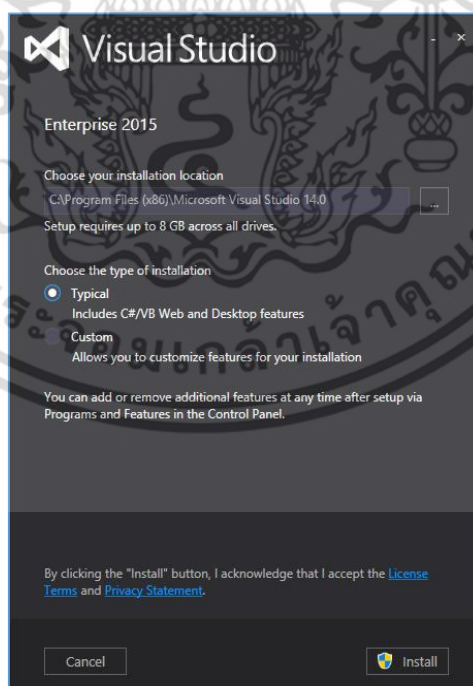 Visual Studio
Enterprise 2015
Choose your installation location
C:\Program Files (x86)\Microsoft Visual Studio 14.0
...
Setup requires up to 8 GB across all drives.
Choose the type of installation
Typical
Includes C#/VB Web and Desktop features
Custom
Allows you to customize features for your installation
You can add or remove additional features at any time after setup via
Programs and Features in the Control Panel.
By clicking the "Install" button, I acknowledge that I accept the License
Terms and Privacy Statement.
Cancel
Install